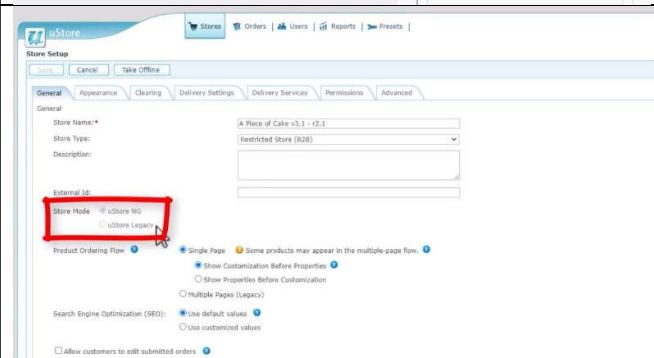 uStore
Stores Orders | Users | Reports | Presets |
Store Setup
Save Cancel Take Offline
General Appearance Clearing Delivery Settings Delivery Services Permissions Advanced
General
Store Name:* A Piece of Cake v3.1 - r2.1
Store Type: Restricted Store (B2B)
Description:
External Id:
Store Mode uStore NG
uStore Legacy
Product Ordering Flow ? Single Page Some products may appear in the multiple-page flow. ?
Show Customization Before Properties ?
Show Properties Before Customization
Multiple Pages (Legacy)
Search Engine Optimization (SEO): Use default values ?
Use customized values
Allow customers to edit submitted orders ?